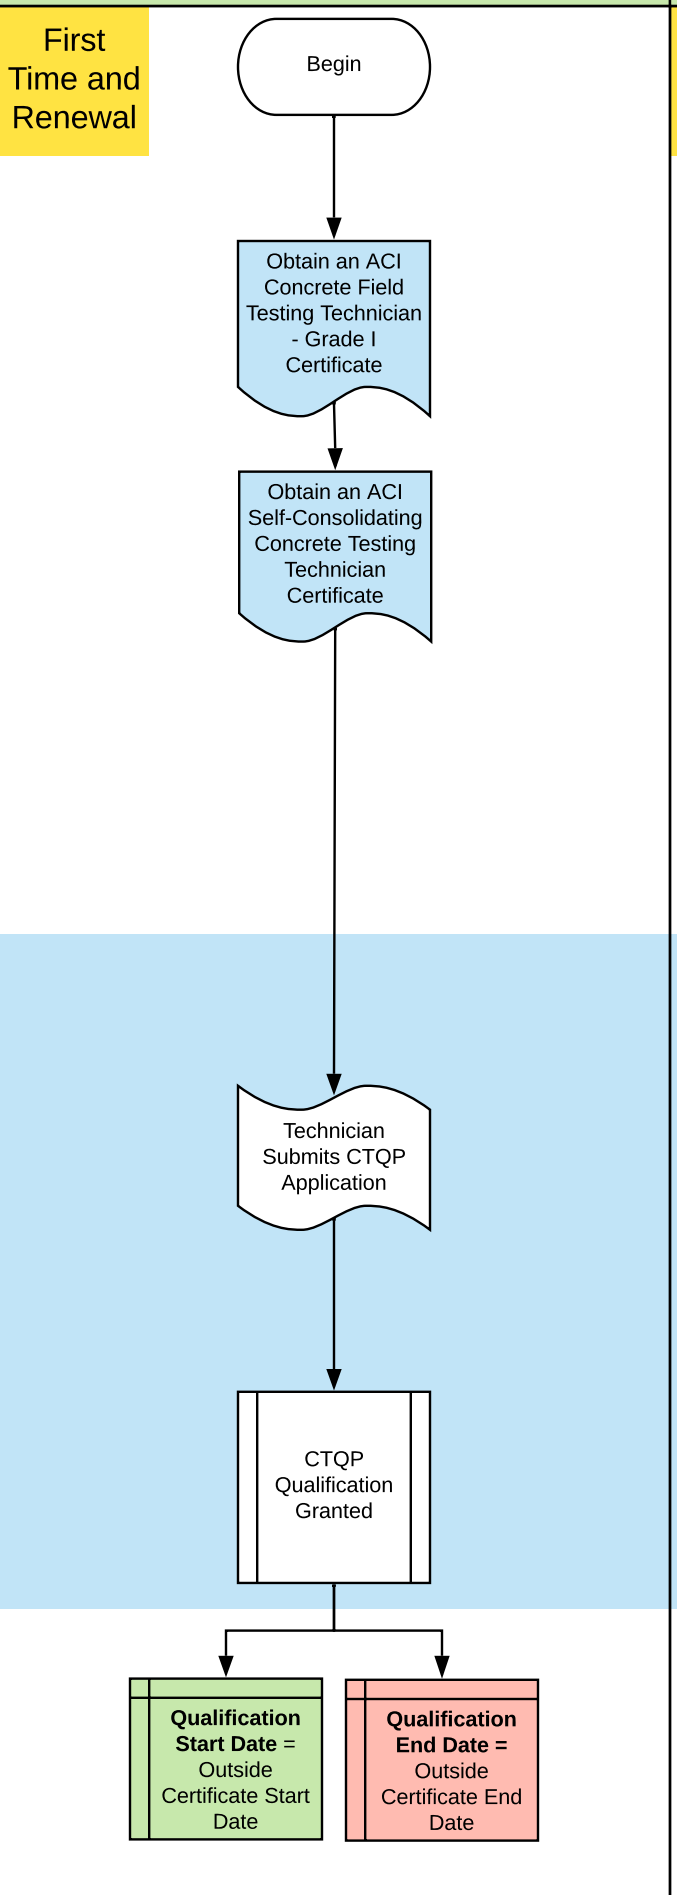 First
Time and
Renewal
Begin
Obtain an ACI
Concrete Field
Testing Technician
- Grade I
Certificate
Obtain an ACI
Self-Consolidating
Concrete Testing
Technician
Certificate
Technician
Submits CTQP
Application
CTQP
Qualification
Granted
Qualification
Start Date =
Outside
Certificate Start
Date
Qualification
End Date =
Outside
Certificate End
Date